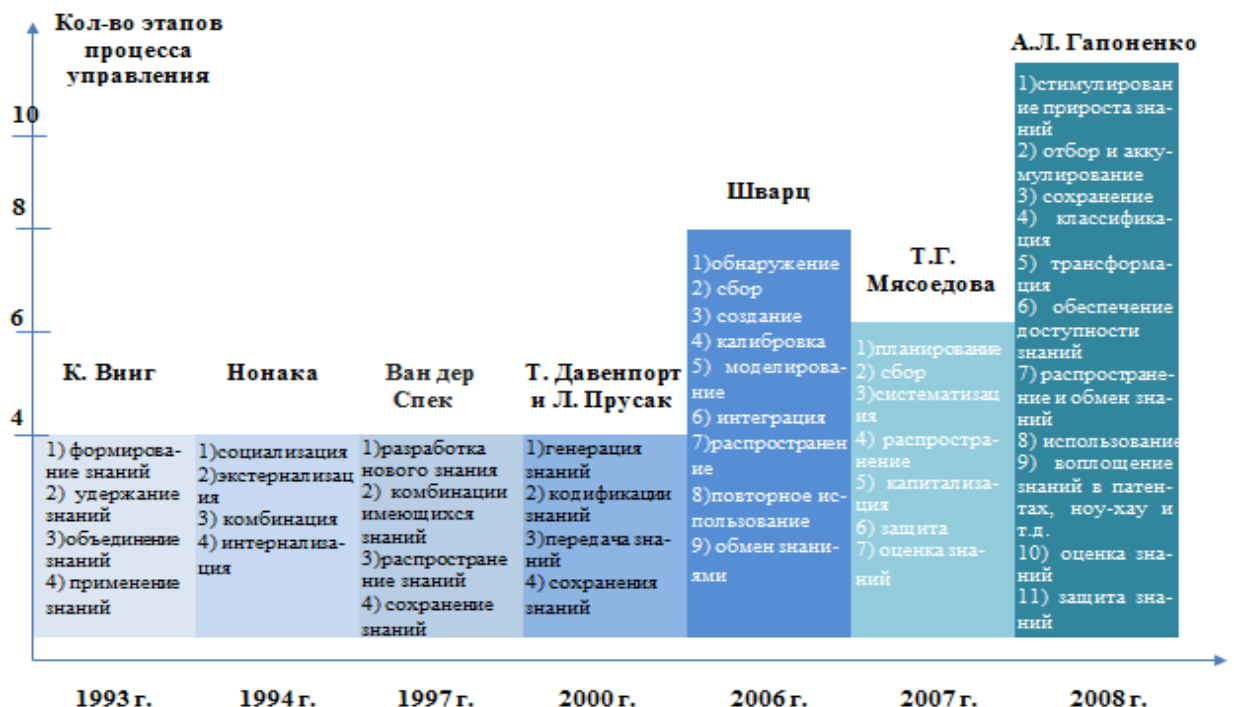 Кол-во этапов
процесса
управления
10
8
6
4
К. Вииг
1) формирова-
ние знаний
2) удержание
знаний
3)объединение
знаний
4) применение
знаний
1993 г.
Нонака
1)социализация
2)экстернализац
ия
3) комбинация
4) интернализа-
ция
1994 г.
Ван дер
Спек
1)разработка
нового знания
2) комбинации
имеющихся
знаний
3)распростране
ние знаний
4) сохранение
знаний
1997 г.
Т. Давенпорт
и Л. Прусак
1)генерация
знаний
2) кодификации
знаний
3)передача зна-
ний
4) сохранения
знаний
2000 г.
Шварц
1)обнаружение
2) сбор
3) создание
4) калибровка
5) моделирова-
ние
6) интеграция
7)распространен
ие
8)повторное ис-
пользование
9) обмен знани-
ями
2006 г.
Т.Г.
Мясоедова
1)планирование
2) сбор
3)систематизац
ия
4) распростра-
нение
5) капитализа-
ция
6) защита
7) оценка зна-
ний
2007 г.
А.Л. Гапоненко
1)стимулирован
ие прироста зна-
ний
2) отбор и акку-
мулирование
3) сохранение
4) классифика-
ция
5) трансформа-
ция
6) обеспечение
доступности
знаний
7) распростране-
ние и обмен зна-
ний
8) использование
9) воплощение
знаний в патен-
тах, ноу-хау и
т.д.
10) оценка зна-
ний
11) защита зна-
ний
2008 г.